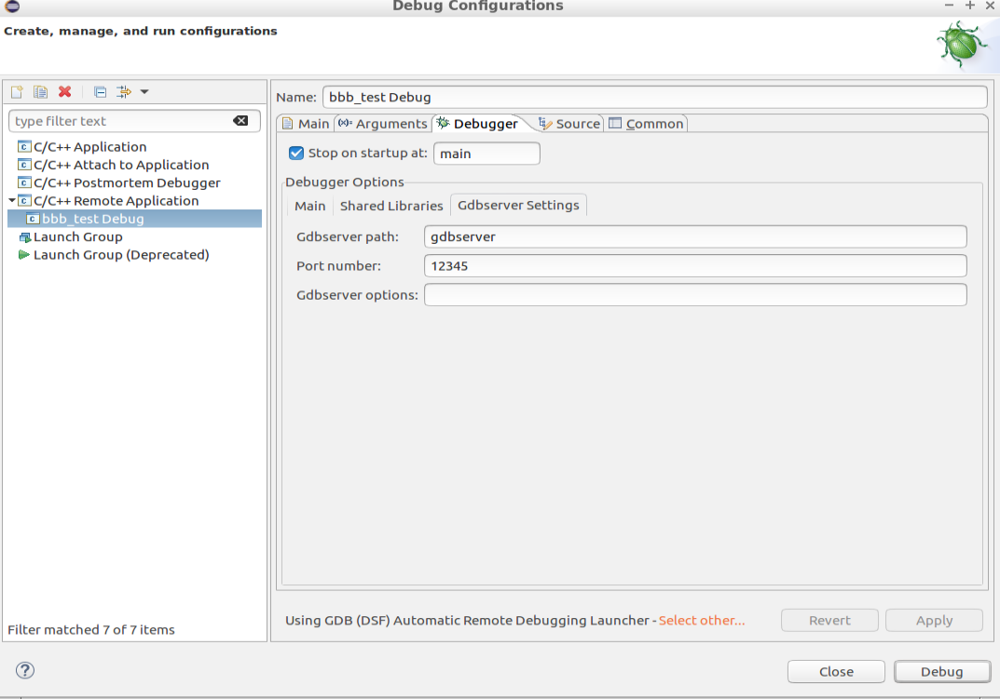 Debug Configurations
Create, manage, and run configurations
type filter text
C/C++ Application
C/C++ Attach to Application
C/C++ Postmortem Debugger
C/C++ Remote Application
bbb_test Debug
Launch Group
Launch Group (Deprecated)
Filter matched 7 of 7 items
Name: bbb_test Debug
Main (x)= Arguments Debugger Source Common
Stop on startup at: main
Debugger Options
Main Shared Libraries Gdbserver Settings
Gdbserver path: gdbserver
Port number: 12345
Gdbserver options:
Using GDB (DSF) Automatic Remote Debugging Launcher - Select other... Revert Apply
? Close Debug